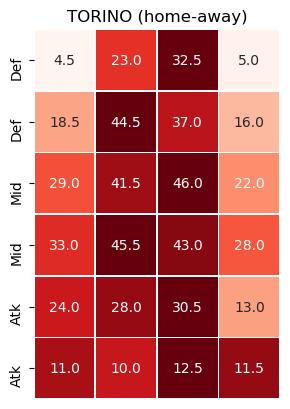 TORINO (home-away)
Def 4.5 23.0 32.5 5.0
Def 18.5 44.5 37.0 16.0
Mid 29.0 41.5 46.0 22.0
Mid 33.0 45.5 43.0 28.0
Atk 24.0 28.0 30.5 13.0
Atk 11.0 10.0 12.5 11.5